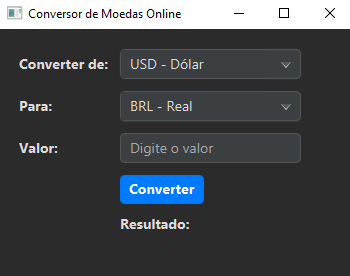 Conversor de Moedas Online
Converter de: USD - Dólar
Para: BRL - Real
Valor: Digite o valor
Converter
Resultado: